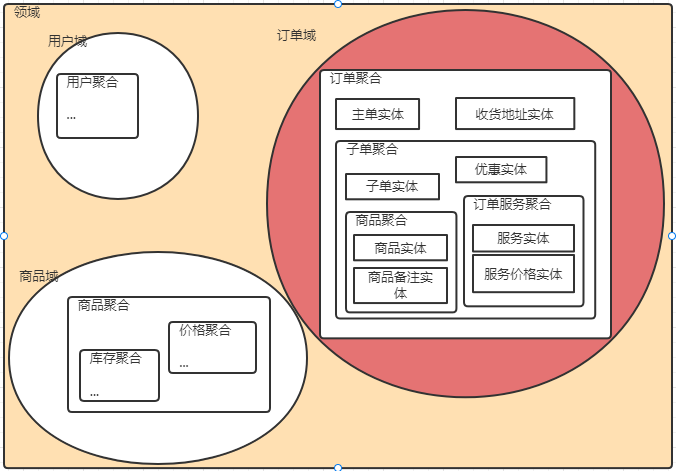 领域
用户域
用户聚合
...
订单域
订单聚合
主单实体
收货地址实体
子单聚合
优惠实体
子单实体
订单服务聚合
商品聚合
服务实体
商品实体
服务价格实体
商品备注实
体
商品域
商品聚合
价格聚合
...
库存聚合
...